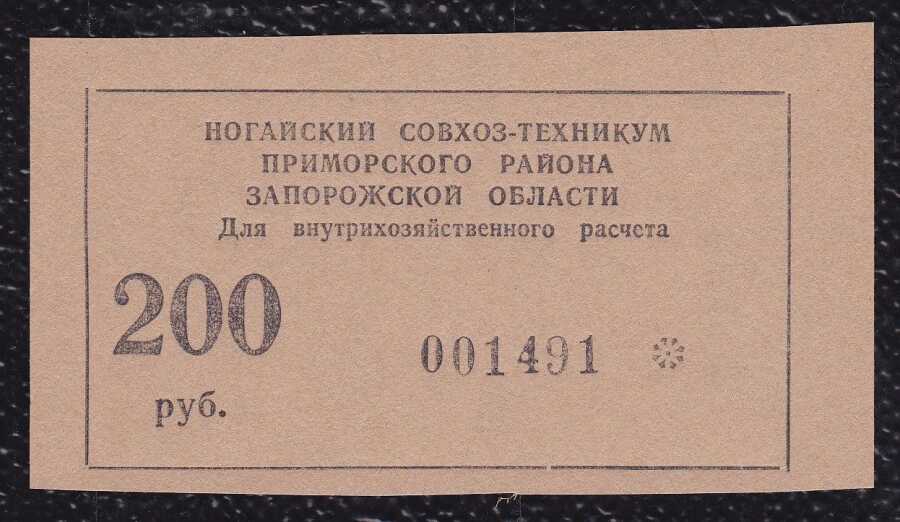 НОГАЙСКИЙ СОВХОЗ-ТЕХНИКУМ
ПРИМОРСКОГО РАЙОНА
ЗАПОРОЖСКОЙ ОБЛАСТИ
Для внутрихозяйственного расчета
200
001491
руб.